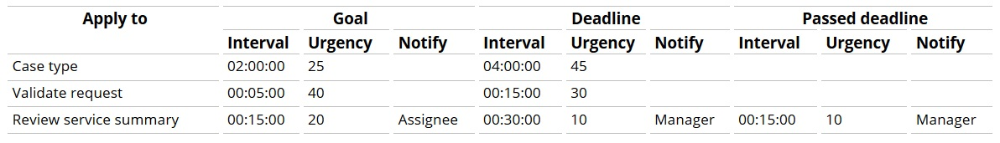 Apply to Goal Deadline Passed deadline
Interval Urgency Notify Interval Urgency Notify Interval Urgency Notify
Case type 02:00:00 25 04:00:00 45
Validate request 00:05:00 40 00:15:00 30
Review service summary 00:15:00 20 Assignee 00:30:00 10 Manager 00:15:00 10 Manager